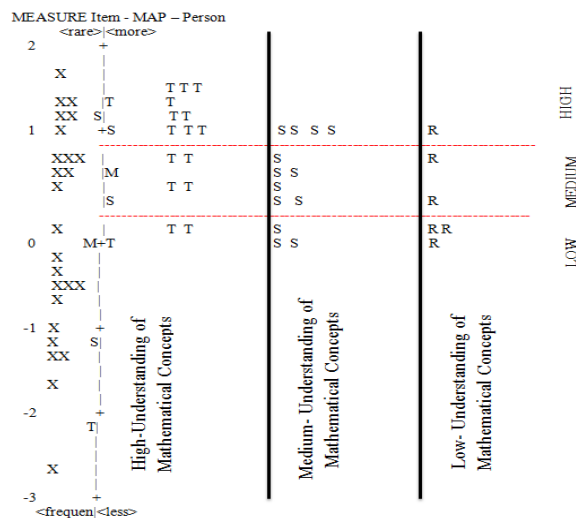 MEASURE Item - MAP – Person
<rare>|<more>
2 +
|
X |
| T T T
XX |T T
XX S| T T
1 X +S T T T S S S S R
XXX | T T S R
XX |M S S
X | T T S
|S S S R
X | T T S R R
0 M+T S S R
X |
X |
XXX |
X |
|
-1 X +
X S|
XX |
|
X |
|
-2 +
T|
|
|
X |
|
-3 +
<frequen|<less>
High-Understanding of
Mathematical Concepts
Medium- Understanding of
Mathematical Concepts
Low- Understanding of
Mathematical Concepts
HIGH
MEDIUM
LOW